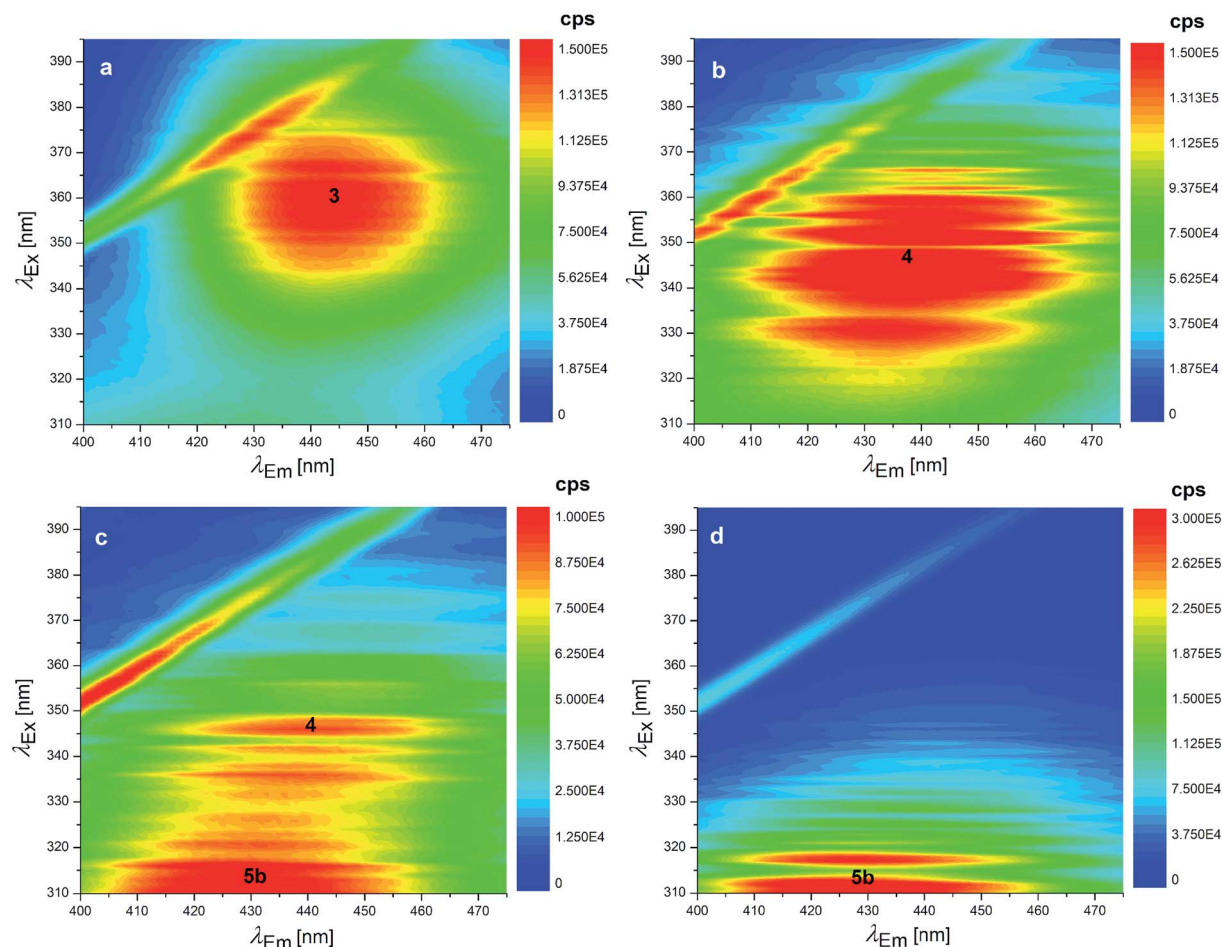 cps
a
3
λEx [nm]
390
380
370
360
350
340
330
320
310
400 410 420 430 440 450 460 470
λEm [nm]
1.500E5
1.313E5
1.125E5
9.375E4
7.500E4
5.625E4
3.750E4
1.875E4
0
cps
b
4
λEx [nm]
390
380
370
360
350
340
330
320
310
400 410 420 430 440 450 460 470
λEm [nm]
1.500E5
1.313E5
1.125E5
9.375E4
7.500E4
5.625E4
3.750E4
1.875E4
0
cps
c
4
5b
λEx [nm]
390
380
370
360
350
340
330
320
310
400 410 420 430 440 450 460 470
λEm [nm]
1.000E5
8.750E4
7.500E4
6.250E4
5.000E4
3.750E4
2.500E4
1.250E4
0
cps
d
5b
λEx [nm]
390
380
370
360
350
340
330
320
310
400 410 420 430 440 450 460 470
λEm [nm]
3.000E5
2.625E5
2.250E5
1.875E5
1.500E5
1.125E5
7.500E4
3.750E4
0